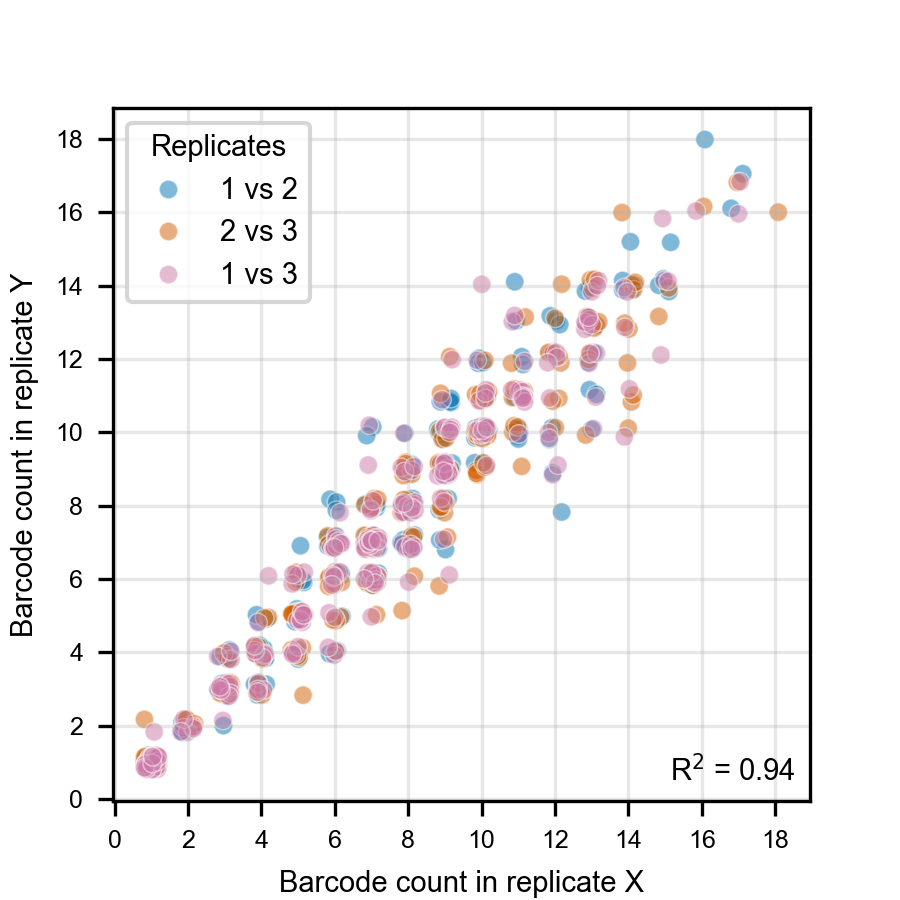 Replicates
1 vs 2
2 vs 3
1 vs 3
18
16
14
12
10
8
6
4
2
0
Barcode count in replicate Y
R² = 0.94
0 2 4 6 8 10 12 14 16 18
Barcode count in replicate X